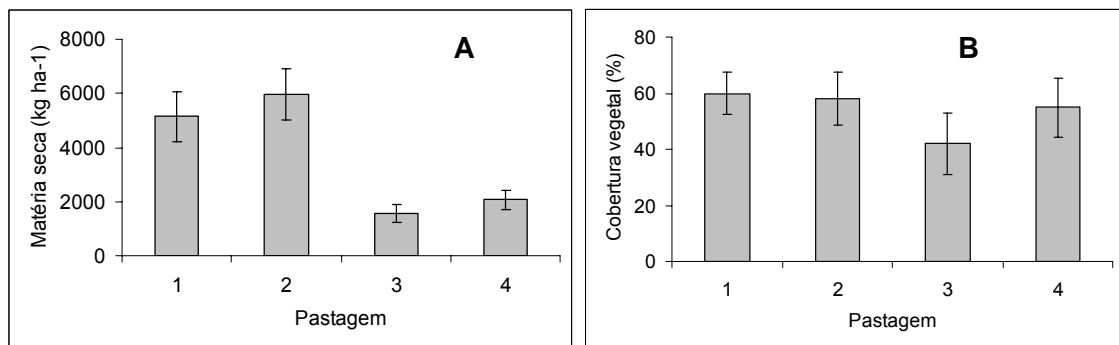 A
Matéria seca (kg ha-1)
8000
6000
4000
2000
0
1 2 3 4
Pastagem
B
Cobertura vegetal (%)
80
60
40
20
0
1 2 3 4
Pastagem